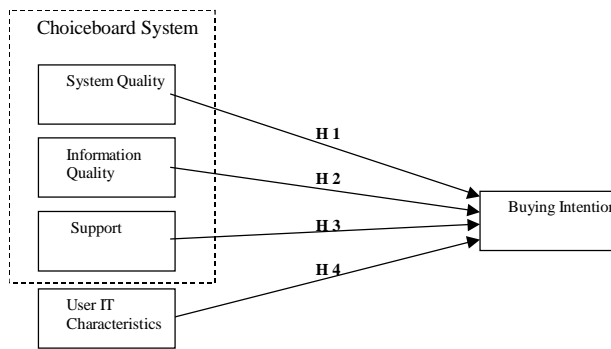 Choiceboard System
System Quality
H 1
Information
Quality
H 2
Buying Intention
Support
H 3
H 4
User IT
Characteristics